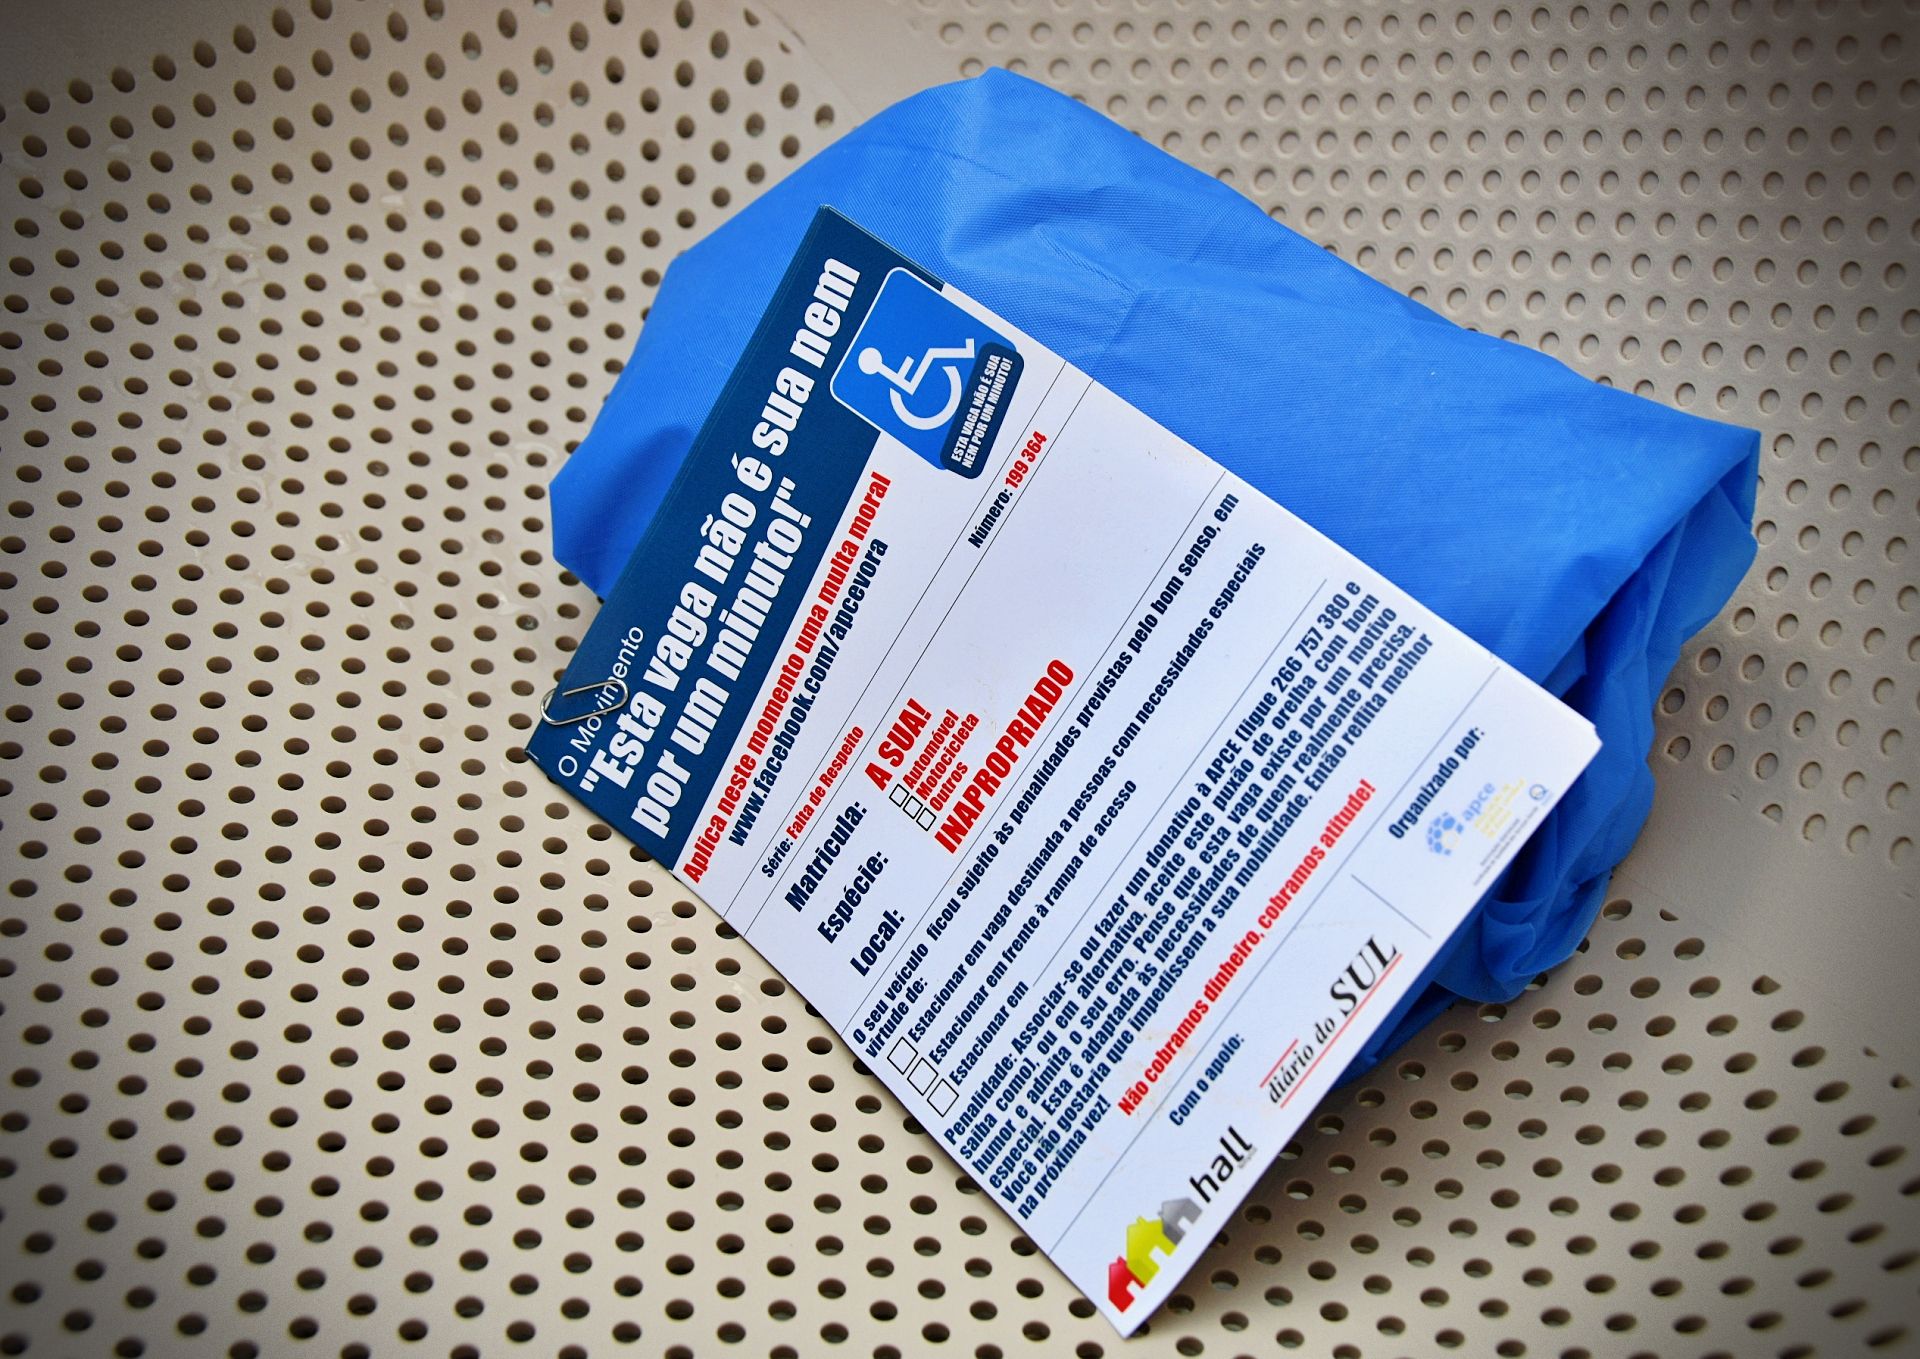 O Movimento
"Esta vaga não é sua nem
por um minuto!"
ESTA VAGA NÃO É SUA
NEM POR UM MINUTO!
Aplica neste momento uma multa moral
www.facebook.com/apcevora
Série: Falta de Respeito
Número: 199 364
Matricula: A SUA!
Espécie:
Automóvel
Motocicleta
Outros
Local: INAPROPRIADO
O seu veículo ficou sujeito às penalidades previstas pelo bom senso, em
virtude de:
Estacionar em vaga destinada a pessoas com necessidades especiais
Estacionar em frente à rampa de acesso
Estacionar em
Penalidade: Associar-se ou fazer um donativo à APCE (ligue 266 757 380 e
saiba como), ou em alternativa, aceite este puxão de orelha com bom
humor e admita o seu erro. Pense que esta vaga existe por um motivo
especial. Esta é adaptada às necessidades de quem realmente precisa.
Você não gostaria que impedissem a sua mobilidade. Então reflita melhor
na próxima vez!
Não cobramos dinheiro, cobramos atitude!
Com o apoio:
Organizado por:
hall
diário do SUL
apce